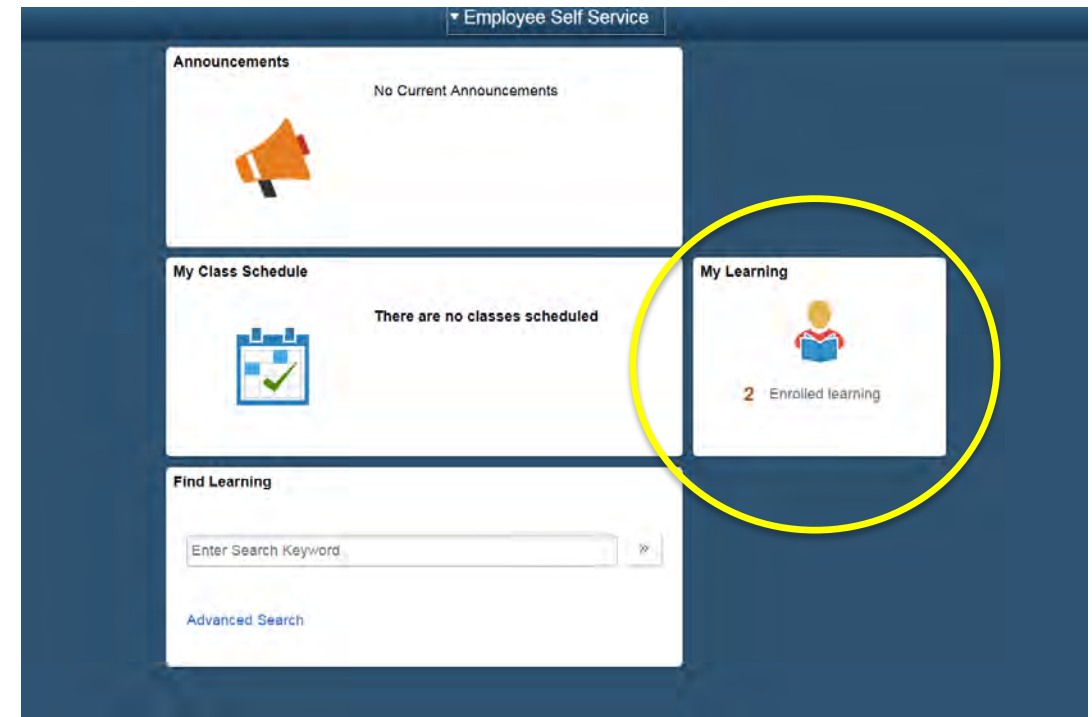 ▾ Employee Self Service
Announcements
No Current Announcements
My Class Schedule
There are no classes scheduled
My Learning
2 Enrolled learning
Find Learning
Enter Search Keyword
»
Advanced Search